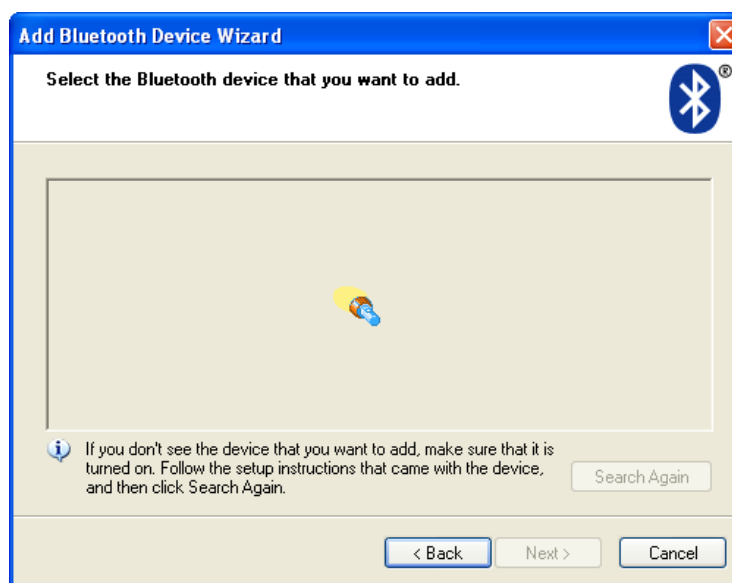 Add Bluetooth Device Wizard
Select the Bluetooth device that you want to add.
®
If you don't see the device that you want to add, make sure that it is
turned on. Follow the setup instructions that came with the device,
and then click Search Again.
Search Again
< Back
Next >
Cancel